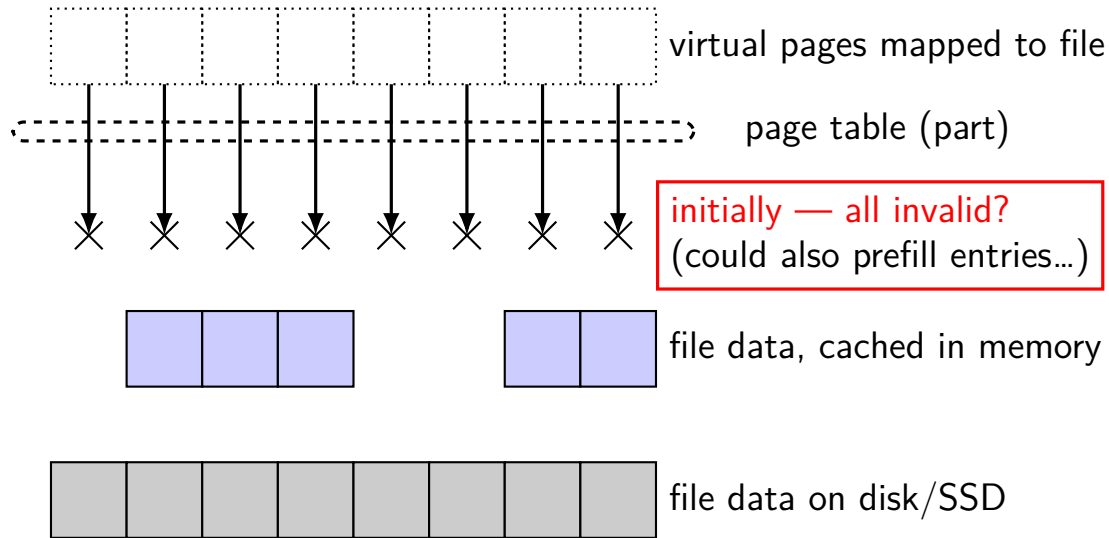 virtual pages mapped to file
page table (part)
initially — all invalid?
(could also prefill entries…)
file data, cached in memory
file data on disk/SSD